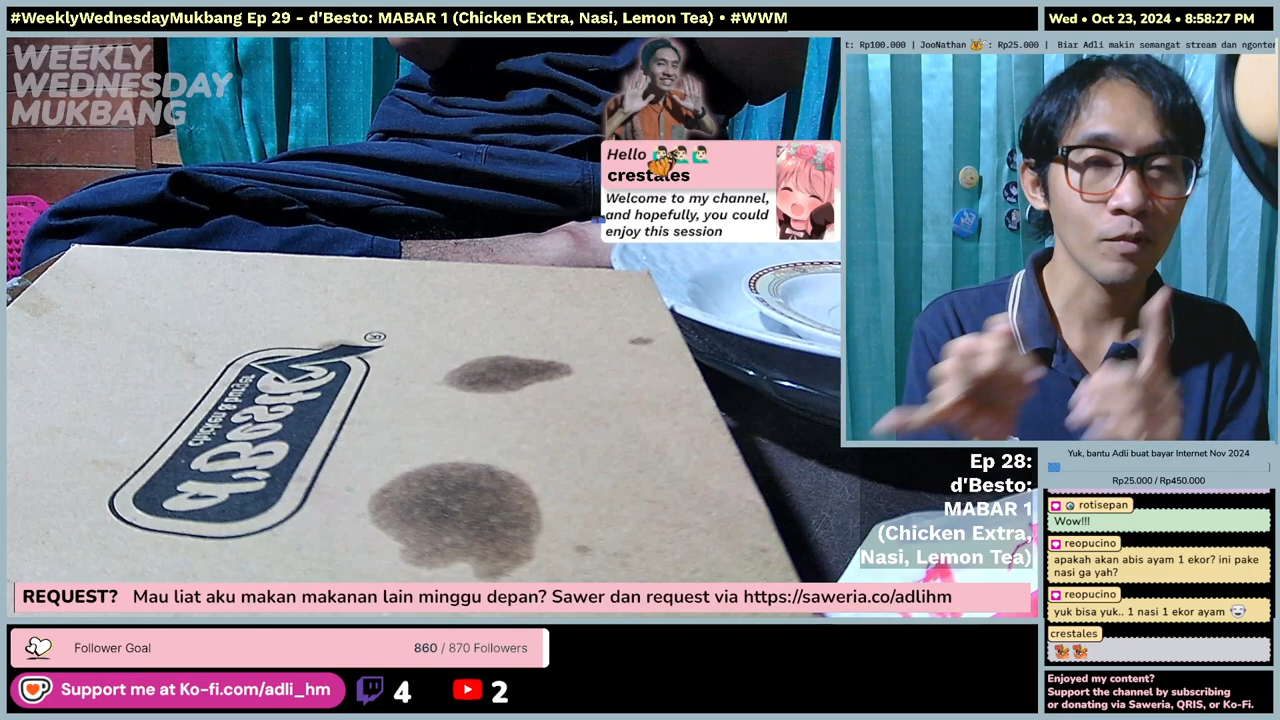 #WeeklyWednesdayMukbang Ep 29 - d'Besto: MABAR 1 (Chicken Extra, Nasi, Lemon Tea) • #WWM
Wed • Oct 23, 2024 • 8:58:27 PM
t: Rp100.000 | JooNathan : Rp25.000 | Biar Adli makin semangat stream dan ngonten
WEEKLY
WEDNESDAY
MUKBANG
Hello
crestales
Welcome to my channel,
and hopefully, you could
enjoy this session
d'Besto
chicken & burger
Ep 28:
d'Besto:
MABAR 1
(Chicken Extra,
Nasi, Lemon Tea)
Yuk, bantu Adli buat bayar Internet Nov 2024
Rp25.000 / Rp450.000
rotisepan
Wow!!!
reopucino
apakah akan abis ayam 1 ekor? ini pake
nasi ga yah?
reopucino
yuk bisa yuk.. 1 nasi 1 ekor ayam
crestales
REQUEST? Mau liat aku makan makanan lain minggu depan? Sawer dan request via https://saweria.co/adlihm
Follower Goal 860 / 870 Followers
Support me at Ko-fi.com/adli_hm 4 2
Enjoyed my content?
Support the channel by subscribing
or donating via Saweria, QRIS, or Ko-Fi.